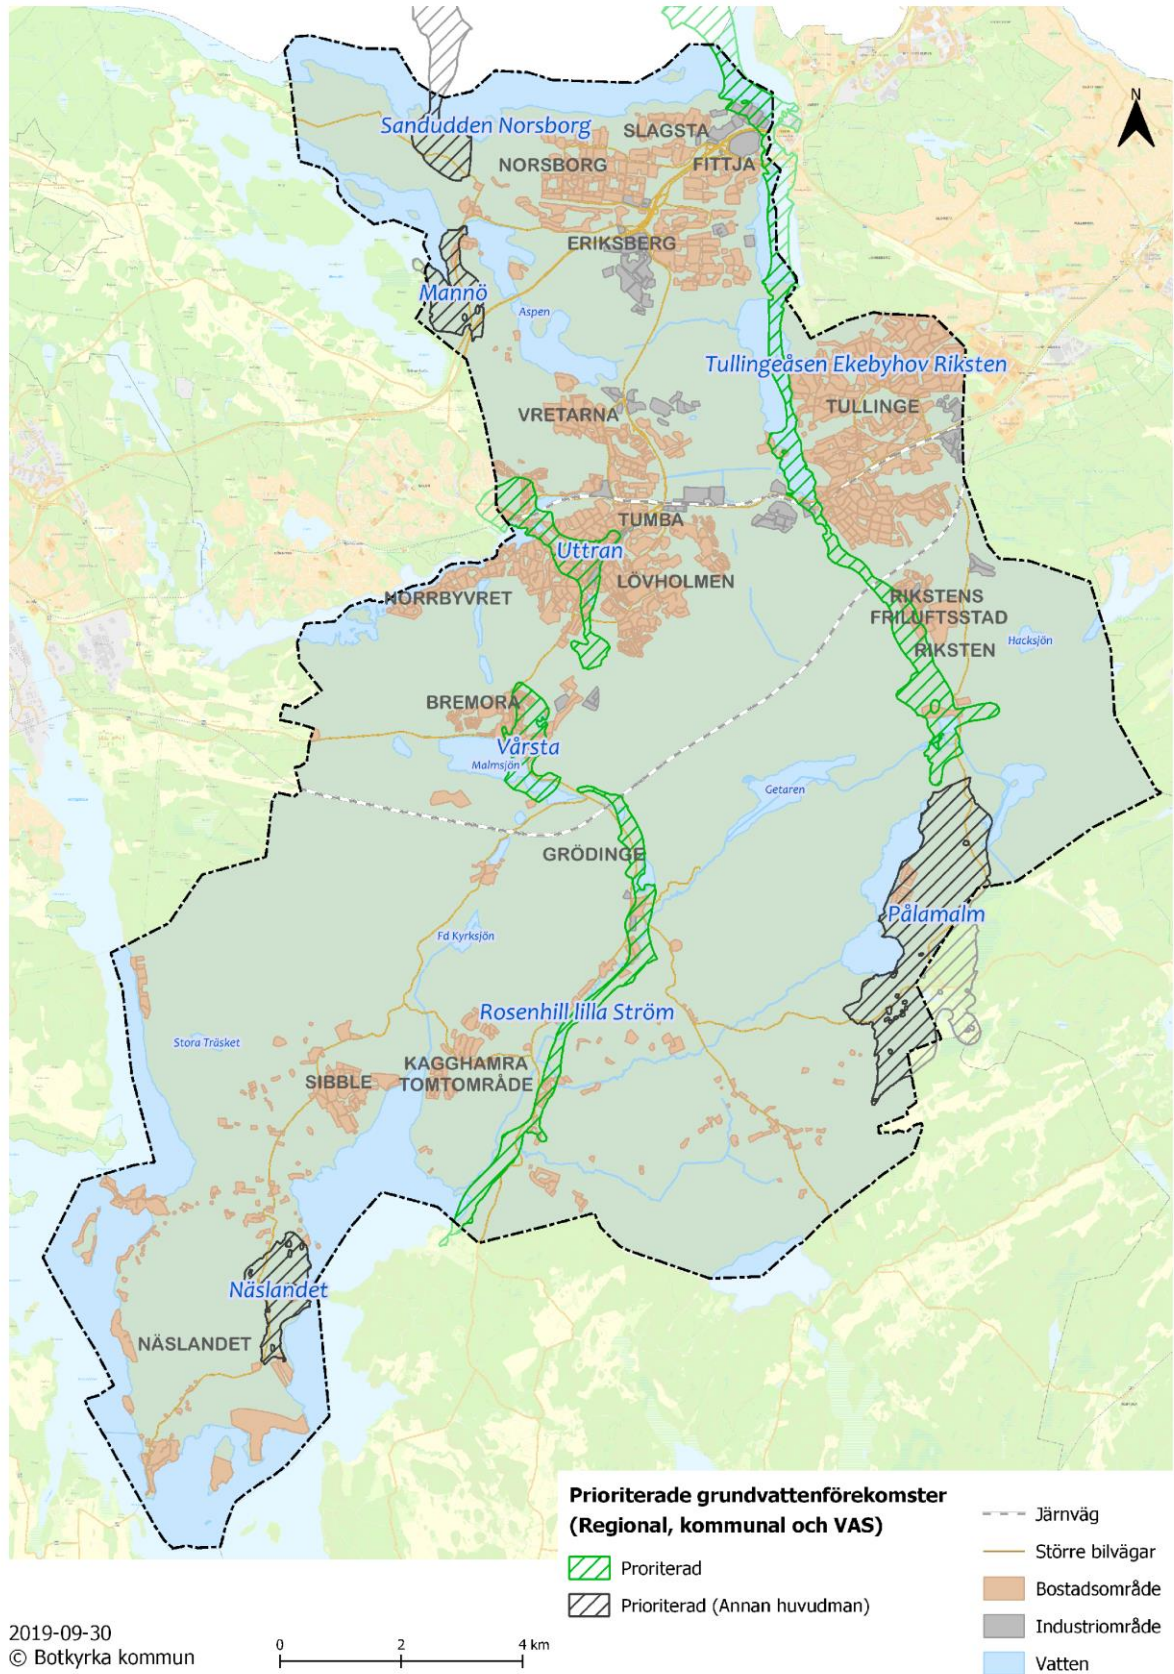 N
Sandudden Norsborg
SLAGSTA
NORSBORG
FITTJA
ERIKSBERG
Mannö
Aspen
Tullingeåsen Ekebyhov Riksten
VRETARNA
TULLINGE
TUMBA
Uttran
LÖVHOLMEN
NORRBYVRET
RIKSTENS
FRILUFTSSTAD
Hacksjön
RIKSTEN
BREMORA
Vårsta
Malmsjön
Getaren
GRÖDINGE
Pålamalm
Fd Kyrksjön
Rosenhill lilla Ström
Stora Träsket
KAGGHAMRA
TOMTOMRÅDE
SIBBLE
Näslandet
NÄSLANDET
Prioriterade grundvattenförekomster
(Regional, kommunal och VAS)
Proriterad
Prioriterad (Annan huvudman)
Järnväg
Större bilvägar
Bostadsområde
Industriområde
Vatten
2019-09-30
© Botkyrka kommun
0 2 4 km